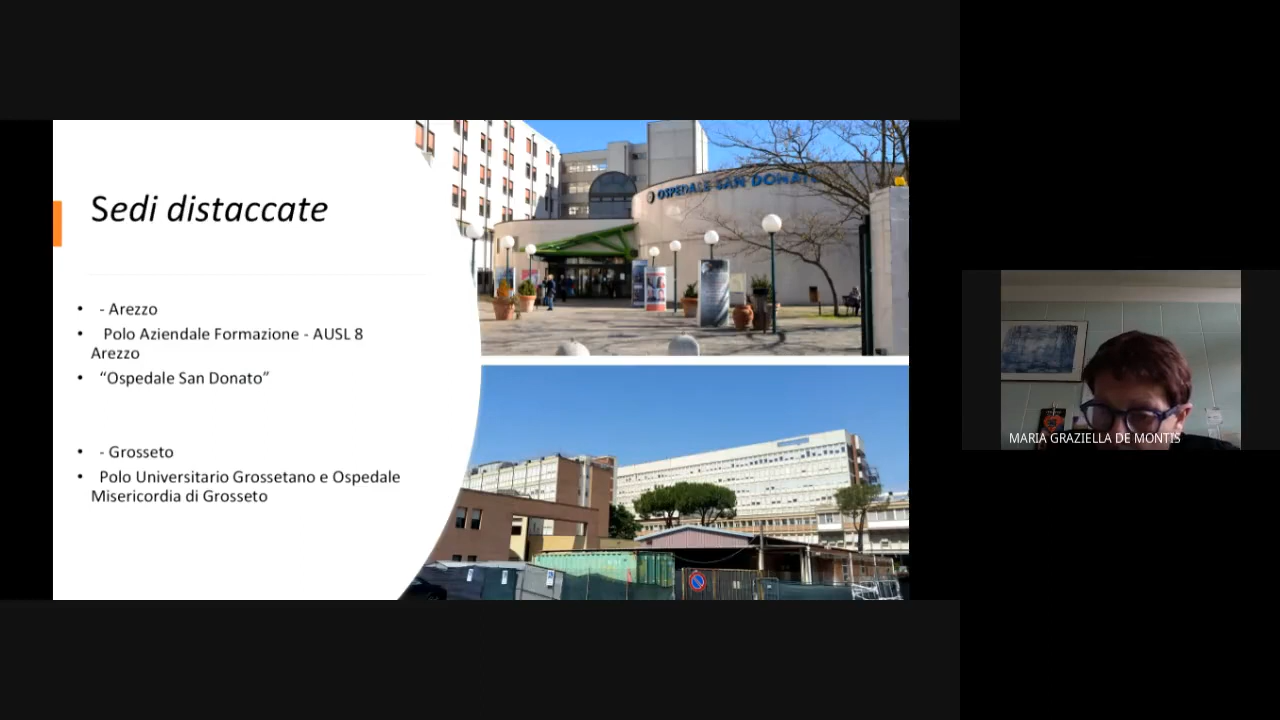 Sedi distaccate
• - Arezzo
• Polo Aziendale Formazione - AUSL 8
Arezzo
• “Ospedale San Donato”
• - Grosseto
• Polo Universitario Grossetano e Ospedale
Misericordia di Grosseto
OSPEDALE SAN DONATO
MARIA GRAZIELLA DE MONTIS